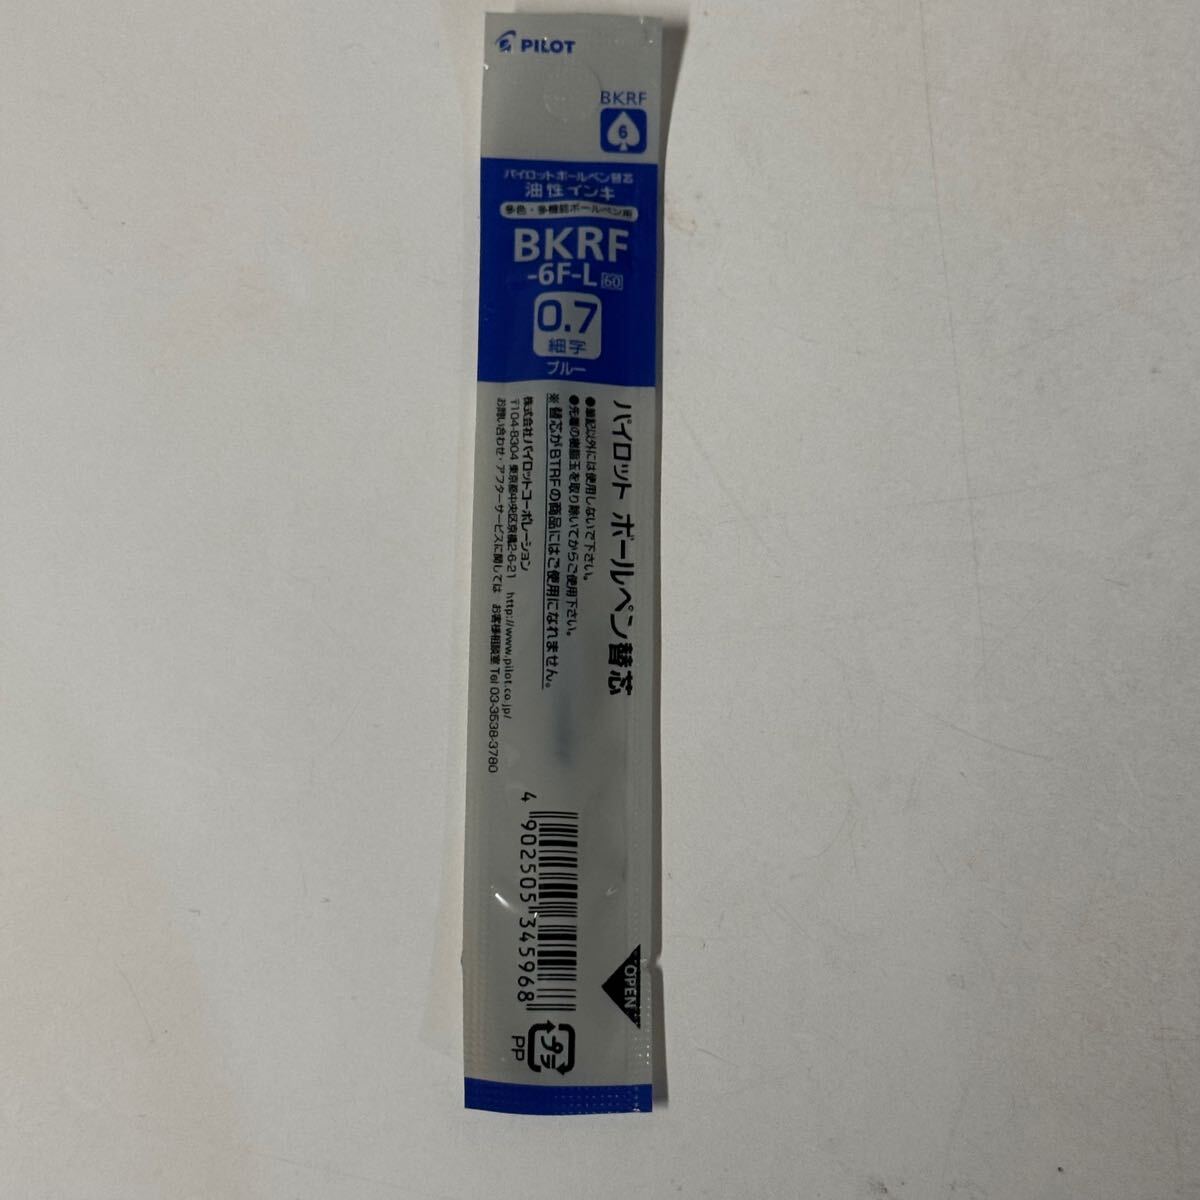 PILOT
BKRF
6
パイロットボールペン替芯
油性インキ
多色・多機能ボールペン用
BKRF
-6F-L 60
0.7
細字
ブルー
パイロット ボールペン替芯
●筆記以外には使用しないで下さい。
●先端の樹脂玉を取り除いてからご使用下さい。
※替芯がBTRFの商品にはご使用になれません。
株式会社パイロットコーポレーション
〒104-8304 東京都中央区京橋2-6-21 http://www.pilot.co.jp/
お問い合わせ・アフターサービスに関しては お客様相談室 Tel 03-3538-3780
4 902505 345968
OPEN
プラ
PP